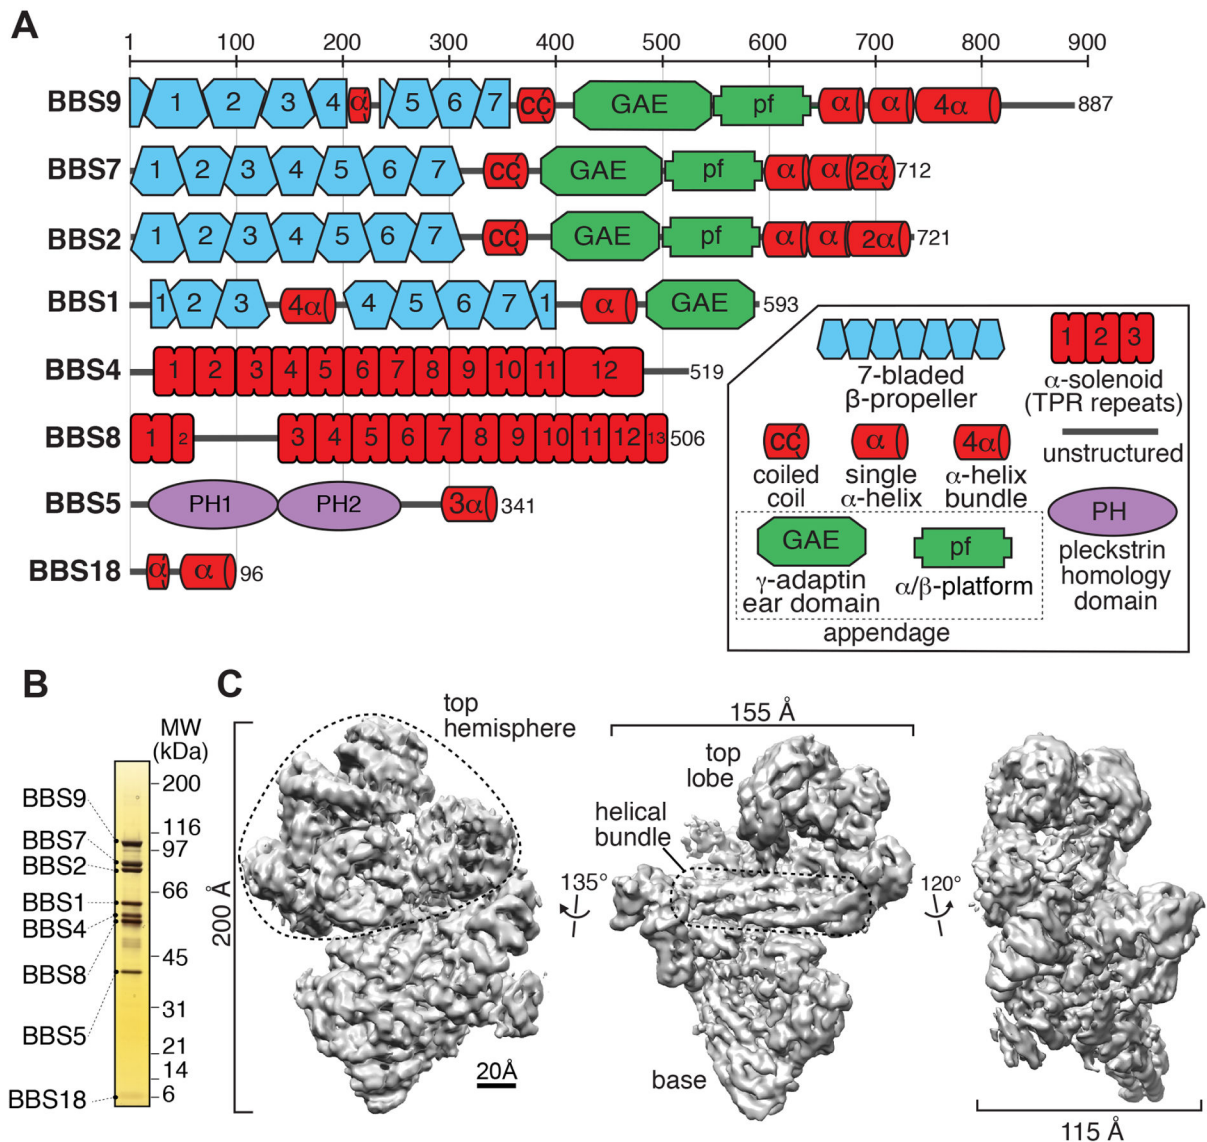 A
1 100 200 300 400 500 600 700 800 900
BBS9 1 2 3 4 α 5 6 7 CC GAE pf α α 4α 887
BBS7 1 2 3 4 5 6 7 CC GAE pf α α 2α 712
BBS2 1 2 3 4 5 6 7 CC GAE pf α α 2α 721
BBS1 1 2 3 4α 4 5 6 7 1 α GAE 593
BBS4 1 2 3 4 5 6 7 8 9 10 11 12 519
BBS8 1 2 3 4 5 6 7 8 9 10 11 12 13 506
BBS5 PH1 PH2 3α 341
BBS18 α α 96
7-bladed
β-propeller
1 2 3
α-solenoid
(TPR repeats)
CC
coiled
coil
α
single
α-helix
4α
α-helix
bundle
unstructured
GAE
γ-adaptin
ear domain
pf
α/β-platform
appendage
PH
pleckstrin
homology
domain
B
MW
(kDa)
200
116
97
66
45
31
21
14
6
BBS9
BBS7
BBS2
BBS1
BBS4
BBS8
BBS5
BBS18
C
200 Å
top
hemisphere
20Å
135°
155 Å
top
lobe
helical
bundle
base
120°
115 Å